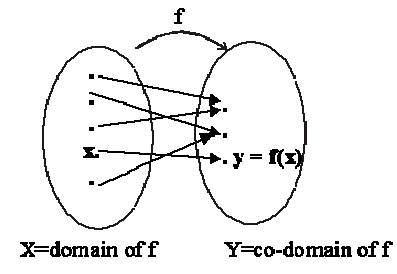 f
x.
y = f(x)
X=domain of f
Y=co-domain of f